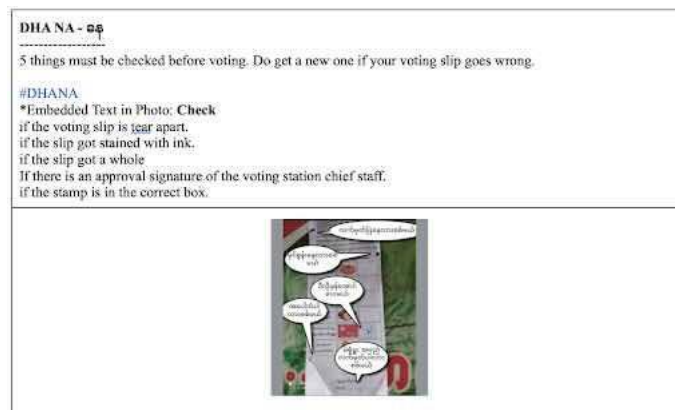 DHA NA - ဓန
-------------------
5 things must be checked before voting. Do get a new one if your voting slip goes wrong.
#DHANA
*Embedded Text in Photo: Check
if the voting slip is tear apart.
if the slip got stained with ink.
if the slip got a whole
If there is an approval signature of the voting station chief staff.
if the stamp is in the correct box.